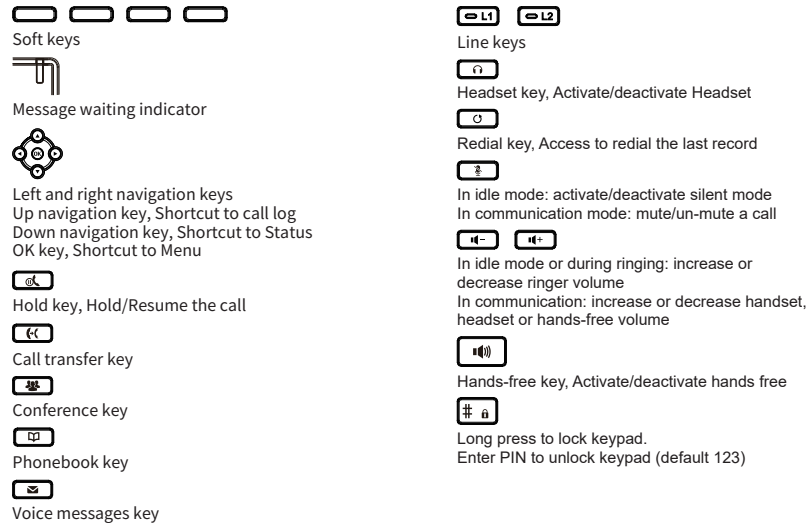 Soft keys
Message waiting indicator
OK
Left and right navigation keys
Up navigation key, Shortcut to call log
Down navigation key, Shortcut to Status
OK key, Shortcut to Menu
Hold key, Hold/Resume the call
Call transfer key
Conference key
Phonebook key
Voice messages key
L1 L2
Line keys
Headset key, Activate/deactivate Headset
Redial key, Access to redial the last record
In idle mode: activate/deactivate silent mode
In communication mode: mute/un-mute a call
- +
In idle mode or during ringing: increase or
decrease ringer volume
In communication: increase or decrease handset,
headset or hands-free volume
Hands-free key, Activate/deactivate hands free
#
Long press to lock keypad.
Enter PIN to unlock keypad (default 123)